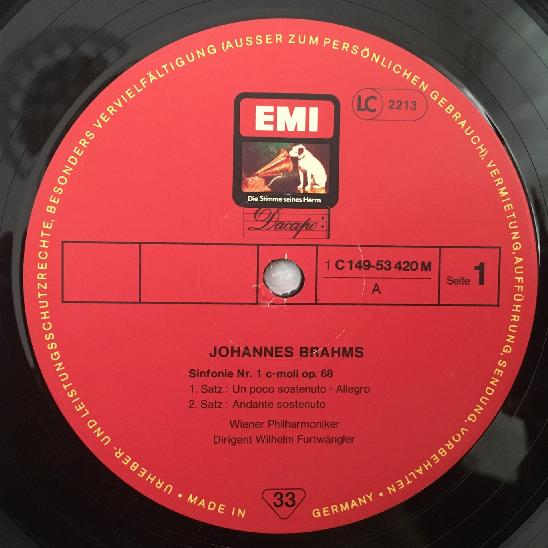 URHEBER- UND LEISTUNGSSCHUTZRECHTE, BESONDERS VERVIELFÄLTIGUNG (AUSSER ZUM PERSÖNLICHEN GEBRAUCH), VERMIETUNG, AUFFÜHRUNG, SENDUNG, VORBEHALTEN
LC 2213
EMI
Die Stimme seines Herrn
Dacapo
1 C 149-53 420 M
A
Seite 1
JOHANNES BRAHMS
Sinfonie Nr. 1 c-moll op. 68
1. Satz : Un poco sostenuto - Allegro
2. Satz : Andante sostenuto
Wiener Philharmoniker
Dirigent Wilhelm Furtwängler
33
• MADE IN GERMANY •